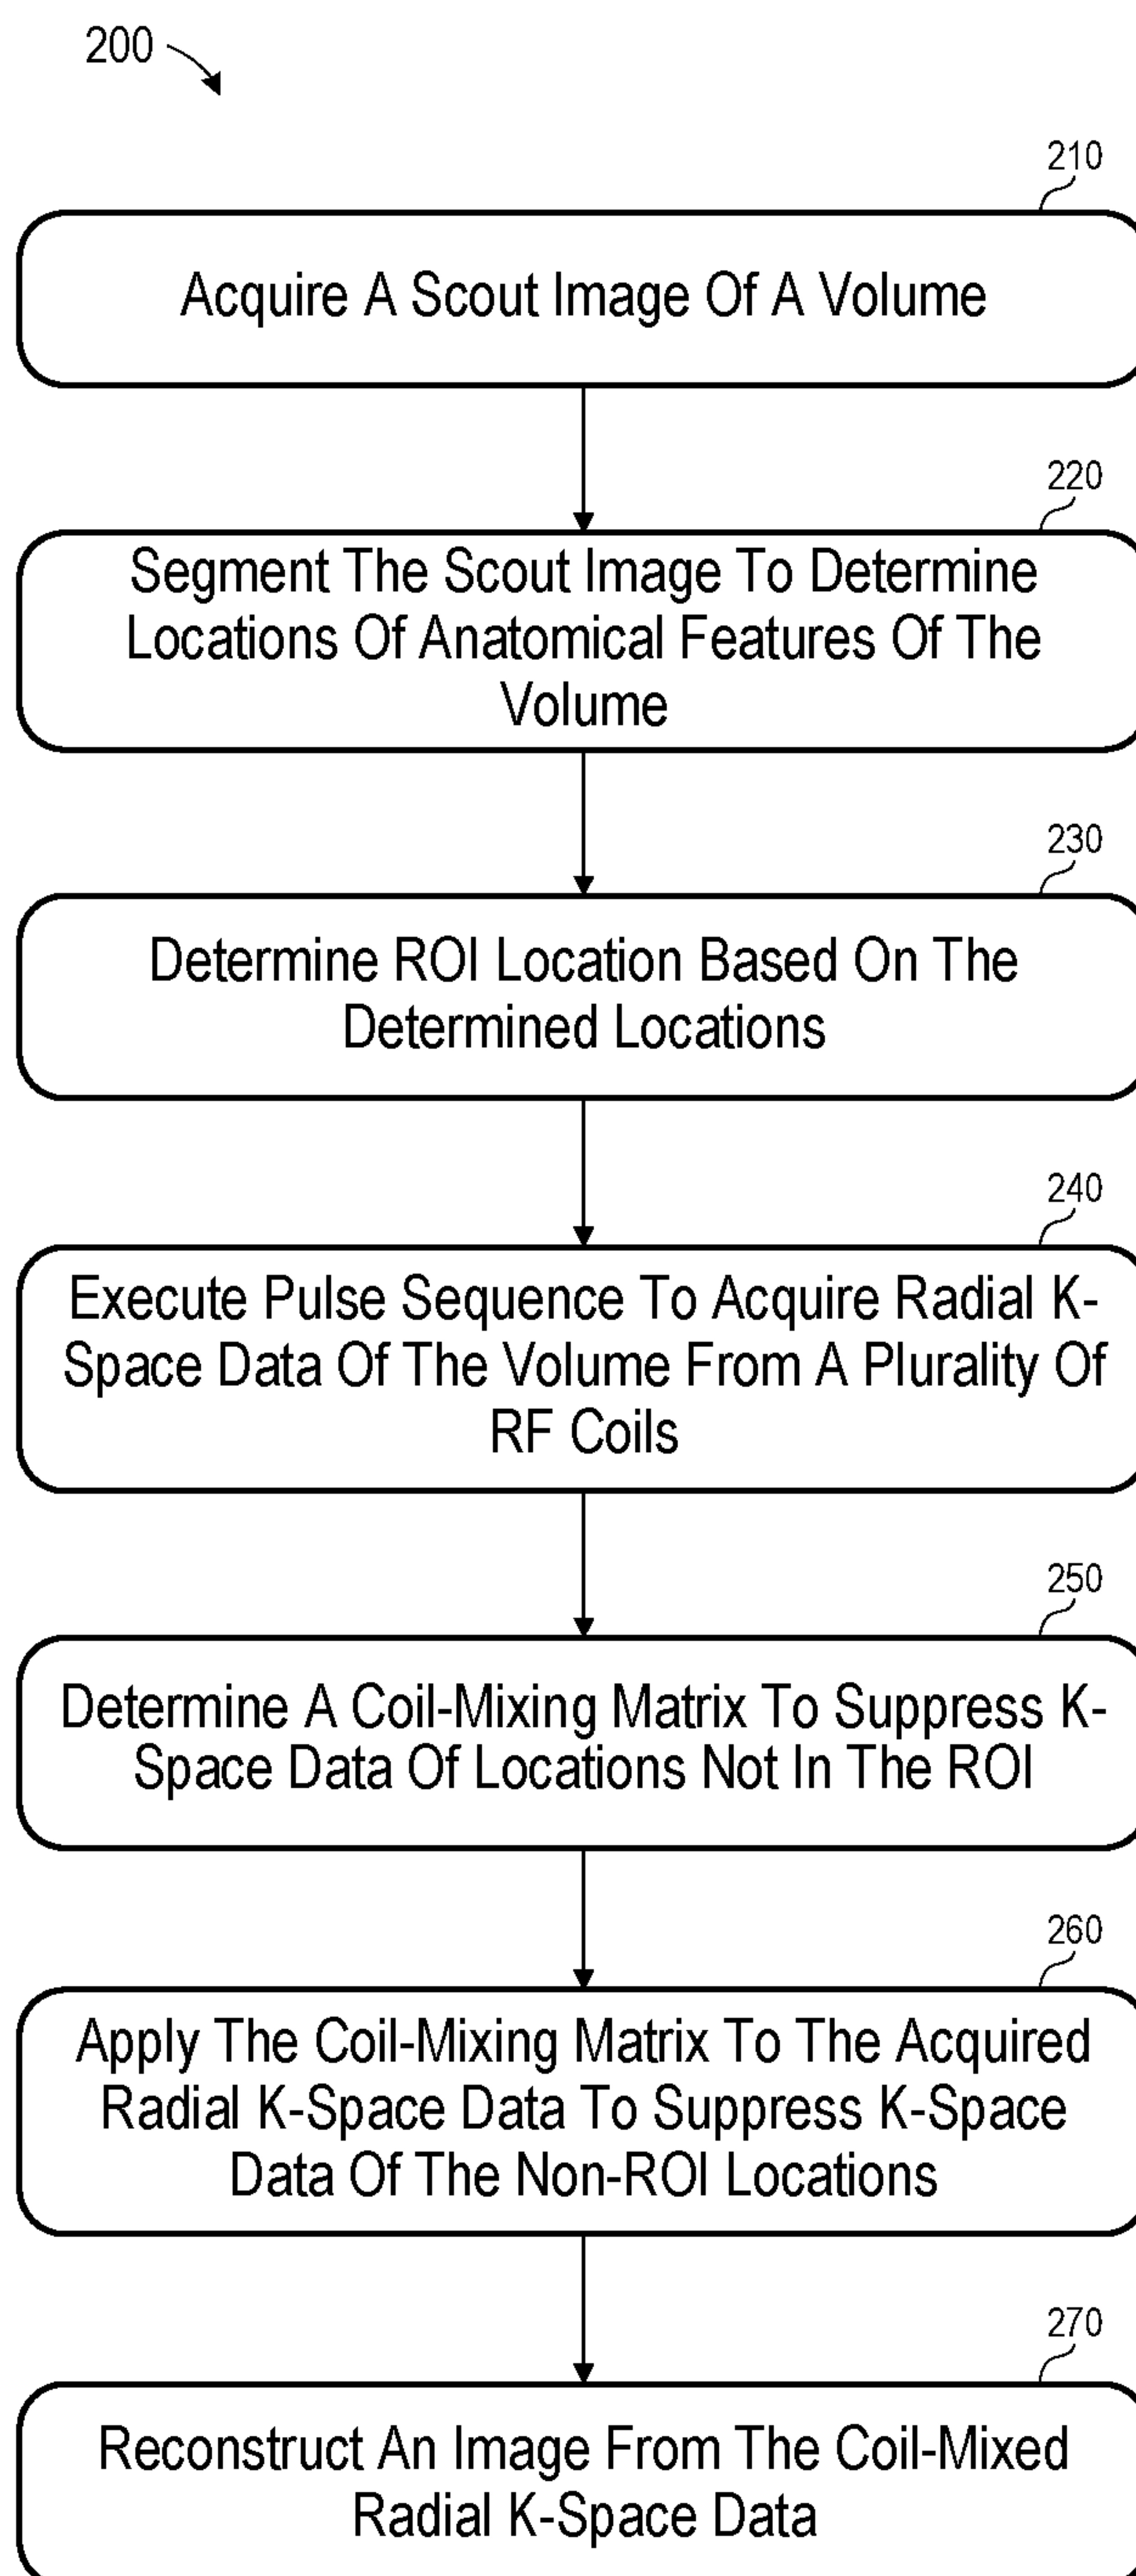 200
210
Acquire A Scout Image Of A Volume
220
Segment The Scout Image To Determine
Locations Of Anatomical Features Of The
Volume
230
Determine ROI Location Based On The
Determined Locations
240
Execute Pulse Sequence To Acquire Radial K-
Space Data Of The Volume From A Plurality Of
RF Coils
250
Determine A Coil-Mixing Matrix To Suppress K-
Space Data Of Locations Not In The ROI
260
Apply The Coil-Mixing Matrix To The Acquired
Radial K-Space Data To Suppress K-Space
Data Of The Non-ROI Locations
270
Reconstruct An Image From The Coil-Mixed
Radial K-Space Data